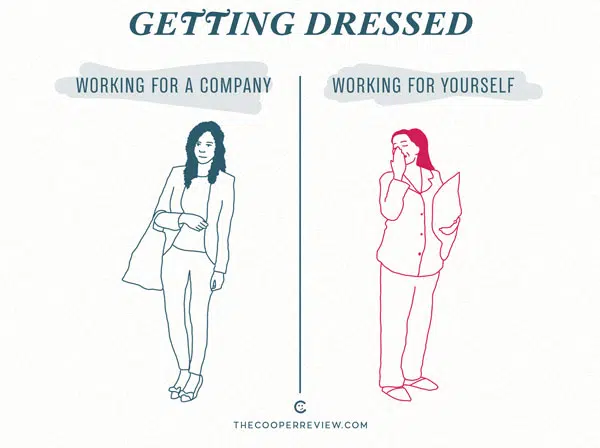 GETTING DRESSED
WORKING FOR A COMPANY
WORKING FOR YOURSELF
THECOOPERREVIEW.COM